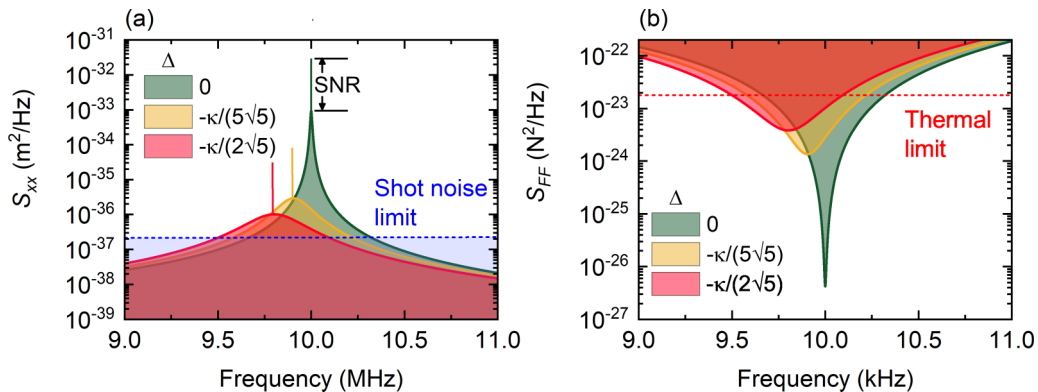 (a)
10⁻³¹
10⁻³²
10⁻³³
10⁻³⁴
10⁻³⁵
10⁻³⁶
10⁻³⁷
10⁻³⁸
10⁻³⁹
Sxx (m²/Hz)
Δ
0
-κ/(5√5)
-κ/(2√5)
SNR
Shot noise
limit
9.0
9.5
10.0
10.5
11.0
Frequency (MHz)
(b)
10⁻²²
10⁻²³
10⁻²⁴
10⁻²⁵
10⁻²⁶
10⁻²⁷
SFF (N²/Hz)
Thermal
limit
Δ
0
-κ/(5√5)
-κ/(2√5)
9.0
9.5
10.0
10.5
11.0
Frequency (kHz)